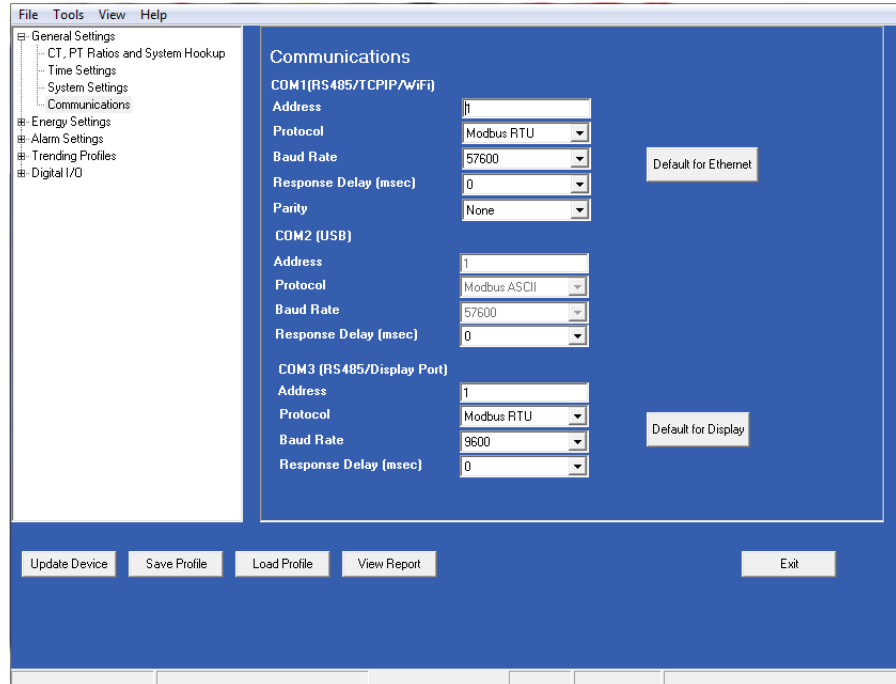 File Tools View Help
General Settings
CT, PT Ratios and System Hookup
Time Settings
System Settings
Communications
Energy Settings
Alarm Settings
Trending Profiles
Digital I/O
Communications
COM1(RS485/TCPIP/WiFi)
Address 1
Protocol Modbus RTU
Baud Rate 57600
Default for Ethernet
Response Delay (msec) 0
Parity None
COM2 (USB)
Address 1
Protocol Modbus ASCII
Baud Rate 57600
Response Delay (msec) 0
COM3 (RS485/Display Port)
Address 1
Protocol Modbus RTU
Default for Display
Baud Rate 9600
Response Delay (msec) 0
Update Device Save Profile Load Profile View Report Exit